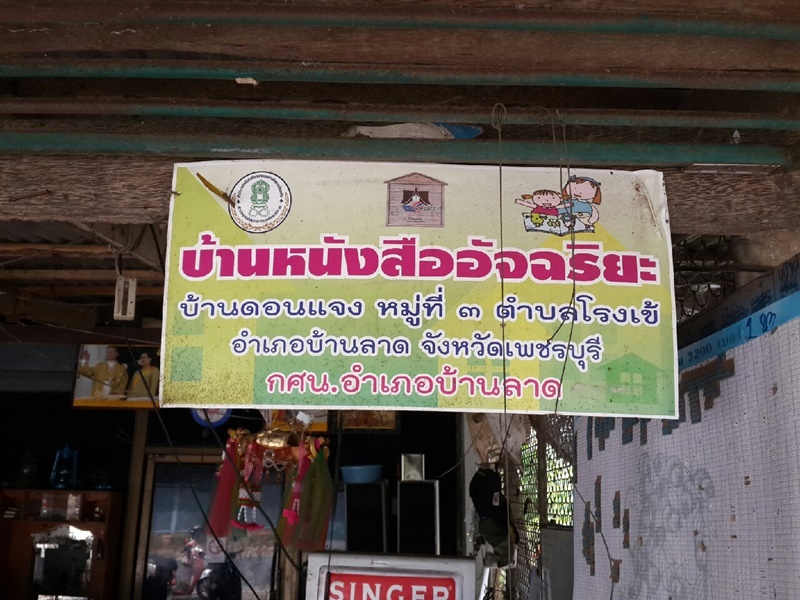 บ้านหนังสืออัจฉริยะ
บ้านดอนแจง หมู่ที่ ๓ ตำบลโรงเข้
อำเภอบ้านลาด จังหวัดเพชรบุรี
กศน.อำเภอบ้านลาด
3200
SINGER